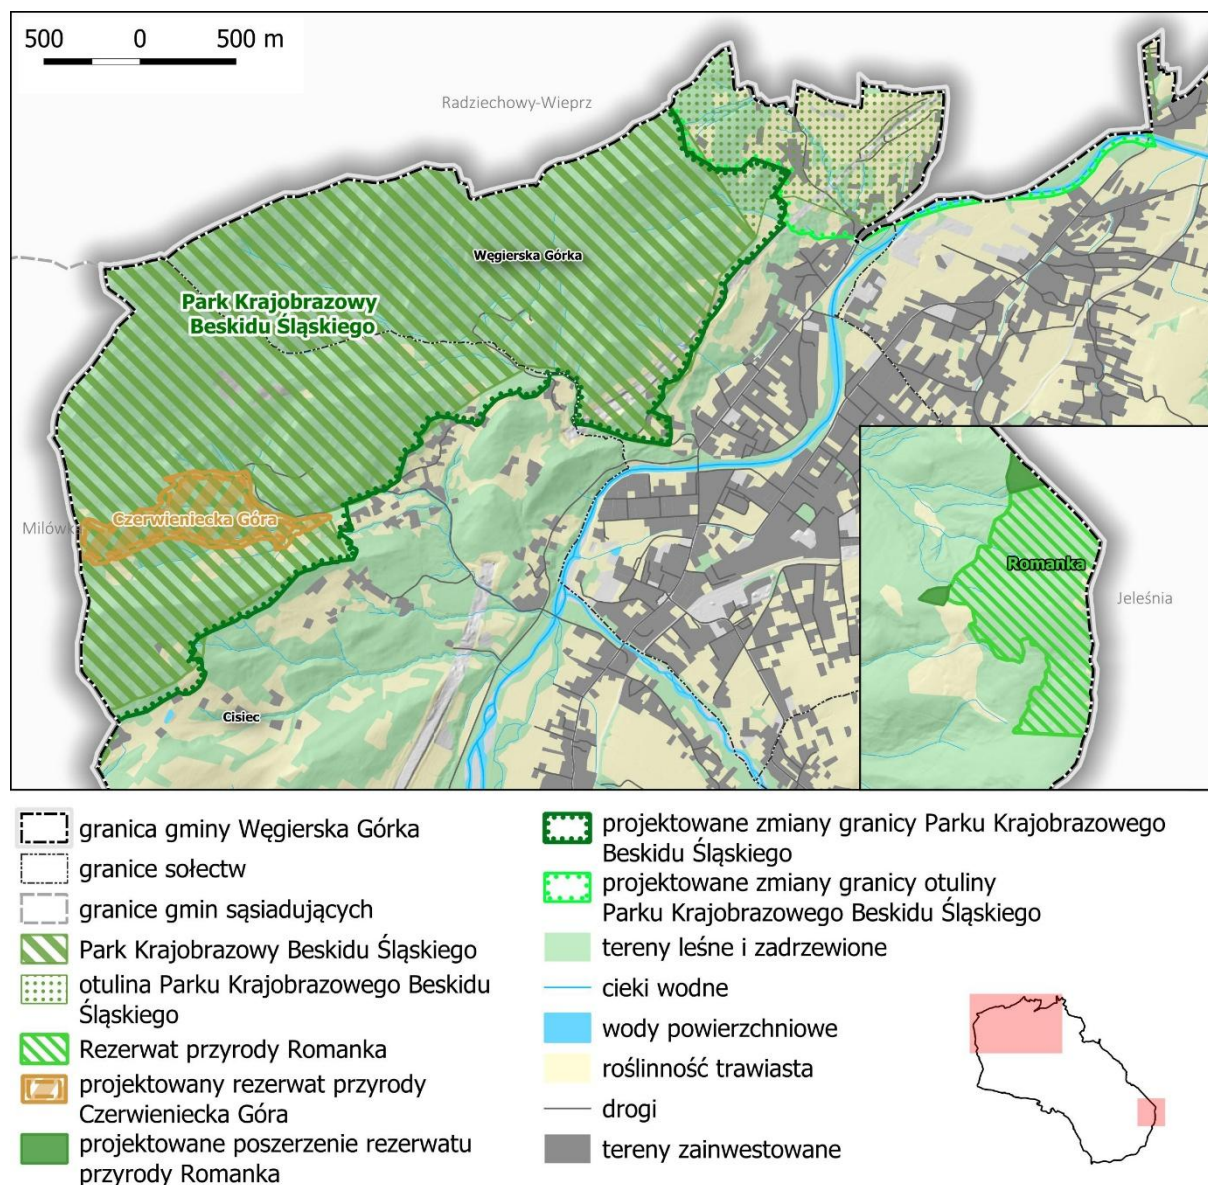 500 0 500 m
Radziechowy-Wieprz
Węgierska Górka
Park Krajobrazowy
Beskidu Śląskiego
Czerwieniecka Góra
Romanka
Jeleśnia
Cisiec
granica gminy Węgierska Górka
granice sołectw
granice gmin sąsiadujących
Park Krajobrazowy Beskidu Śląskiego
otulina Parku Krajobrazowego Beskidu
Śląskiego
Rezerwat przyrody Romanka
projektowany rezerwat przyrody
Czerwieniecka Góra
projektowane poszerzenie rezerwatu
przyrody Romanka
projektowane zmiany granicy Parku Krajobrazowego
Beskidu Śląskiego
projektowane zmiany granicy otuliny
Parku Krajobrazowego Beskidu Śląskiego
tereny leśne i zadrzewione
cieki wodne
wody powierzchniowe
roślinność trawiasta
drogi
tereny zainwestowane